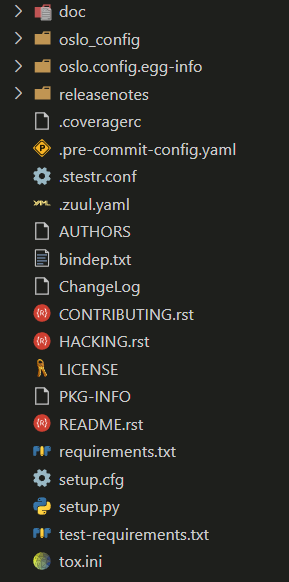 doc
oslo_config
oslo.config.egg-info
releasenotes
.coveragerc
.pre-commit-config.yaml
.stestr.conf
.zuul.yaml
AUTHORS
bindep.txt
ChangeLog
CONTRIBUTING.rst
HACKING.rst
LICENSE
PKG-INFO
README.rst
requirements.txt
setup.cfg
setup.py
test-requirements.txt
tox.ini